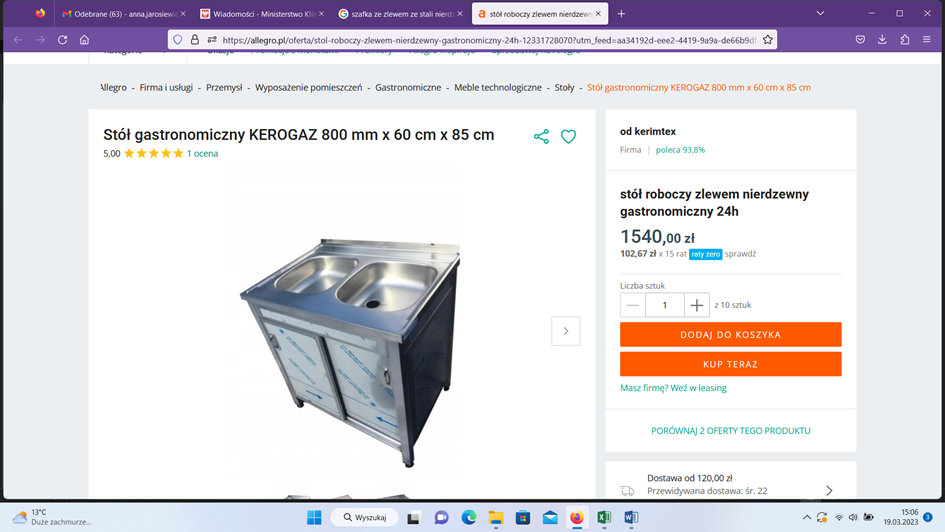 Odebrane (63) - anna.jarosiewic
Wiadomości - Ministerstwo Klim
szafka ze zlewem ze stali nierdz
stół roboczy zlewem nierdzewn
https://allegro.pl/oferta/stol-roboczy-zlewem-nierdzewny-gastronomiczny-24h-12331728070?utm_feed=aa34192d-eee2-4419-9a9a-de66b9df
Allegro - Firma i usługi - Przemysł - Wyposażenie pomieszczeń - Gastronomiczne - Meble technologiczne - Stoły - Stół gastronomiczny KEROGAZ 800 mm x 60 cm x 85 cm
Stół gastronomiczny KEROGAZ 800 mm x 60 cm x 85 cm
5,00 1 ocena
od kerimtex
Firma | poleca 93,8%
stół roboczy zlewem nierdzewny
gastronomiczny 24h
1540,00 zł
102,67 zł x 15 rat raty zero sprawdź
Liczba sztuk
1 z 10 sztuk
DODAJ DO KOSZYKA
KUP TERAZ
Masz firmę? Weź w leasing
PORÓWNAJ 2 OFERTY TEGO PRODUKTU
Dostawa od 120,00 zł
Przewidywana dostawa: śr. 22
13°C
Duże zachmurze...
Wyszukaj
15:06
19.03.2023
3